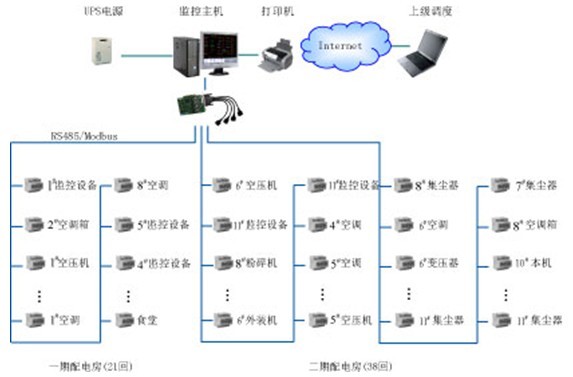 UPS电源 监控主机 打印机 上级调度
Internet
RS485/Modbus
1#监控设备 8#空调 6#空压机 11#监控设备 8#集尘器 7#集尘器
2#空调箱 5#监控设备 11#监控设备 4#空调 6#空调 8#空调箱
1#空压机 4#监控设备 8#粉碎机 5#空调 6#变压器 10#本机
1#空调 食堂 6#外装机 5#空压机 11#集尘器 11#集尘器
一期配电房(21回) 二期配电房(38回)